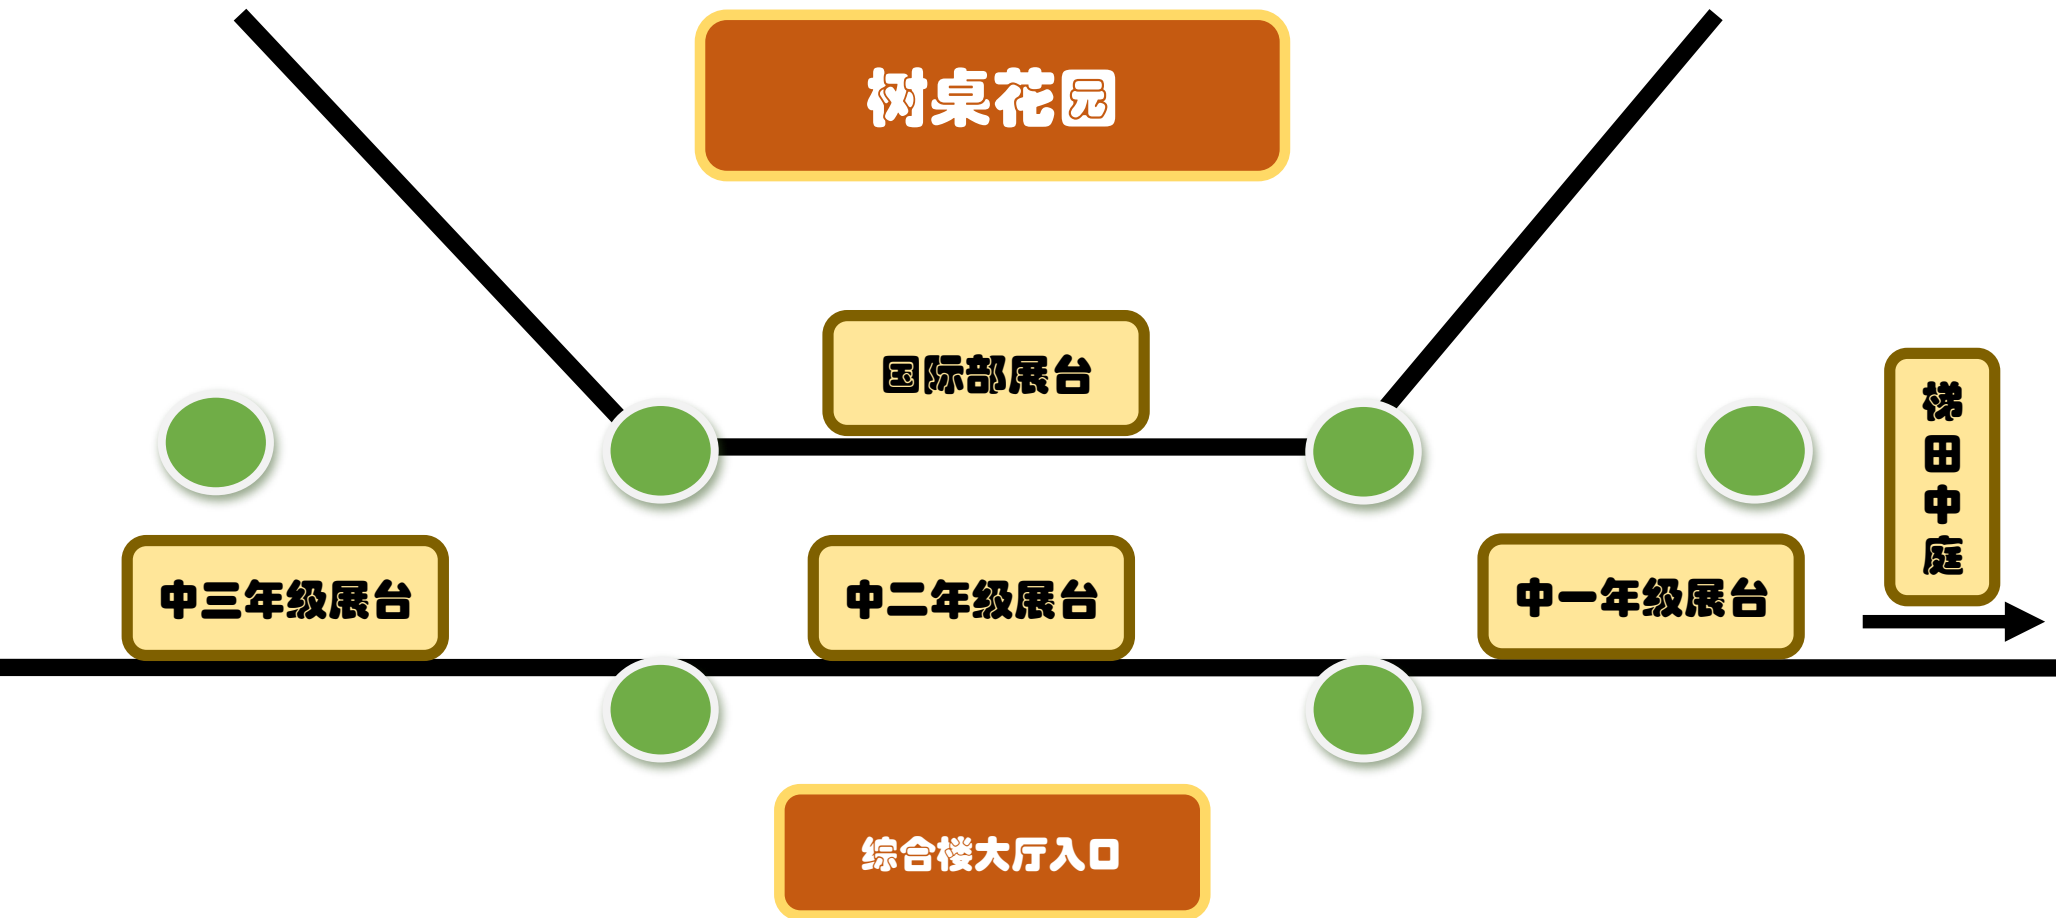 树桌花园
国际部展台
梯田中庭
中三年级展台
中二年级展台
中一年级展台
综合楼大厅入口